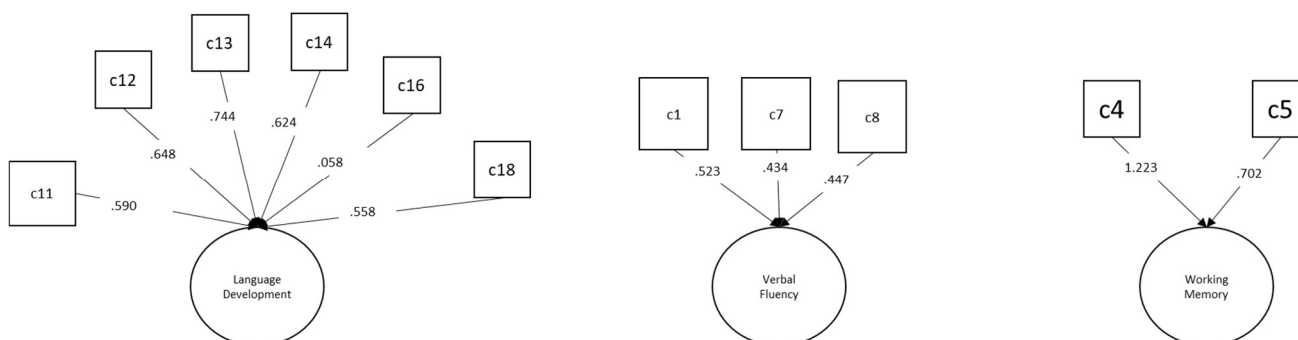 c11
c12
c13
c14
c16
c18
.590
.648
.744
.624
.058
.558
Language
Development
c1
c7
c8
.523
.434
.447
Verbal
Fluency
c4
c5
1.223
.702
Working
Memory